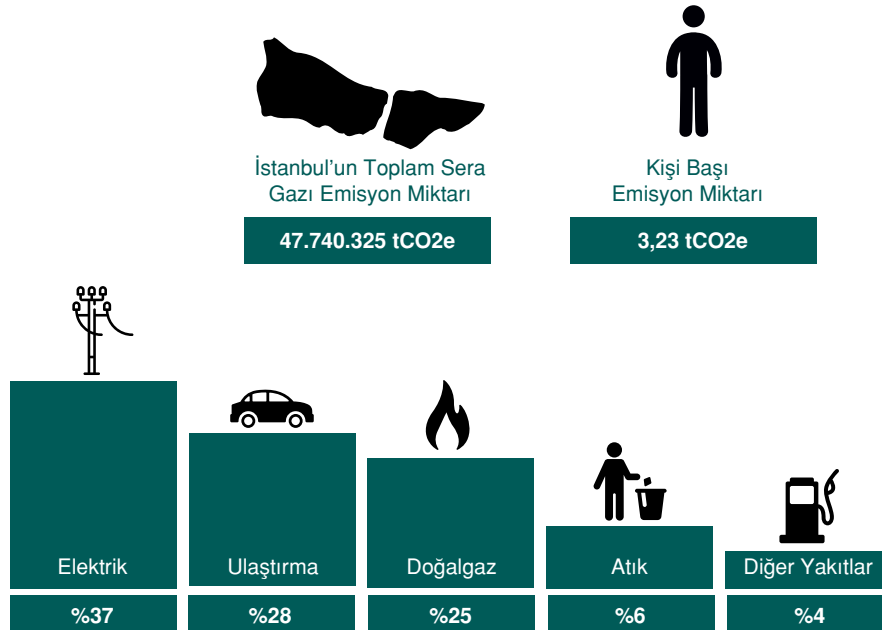 İstanbul’un Toplam Sera
Gazı Emisyon Miktarı
47.740.325 tCO2e
Kişi Başı
Emisyon Miktarı
3,23 tCO2e
Elektrik
Ulaştırma
Doğalgaz
Atık
Diğer Yakıtlar
%37
%28
%25
%6
%4